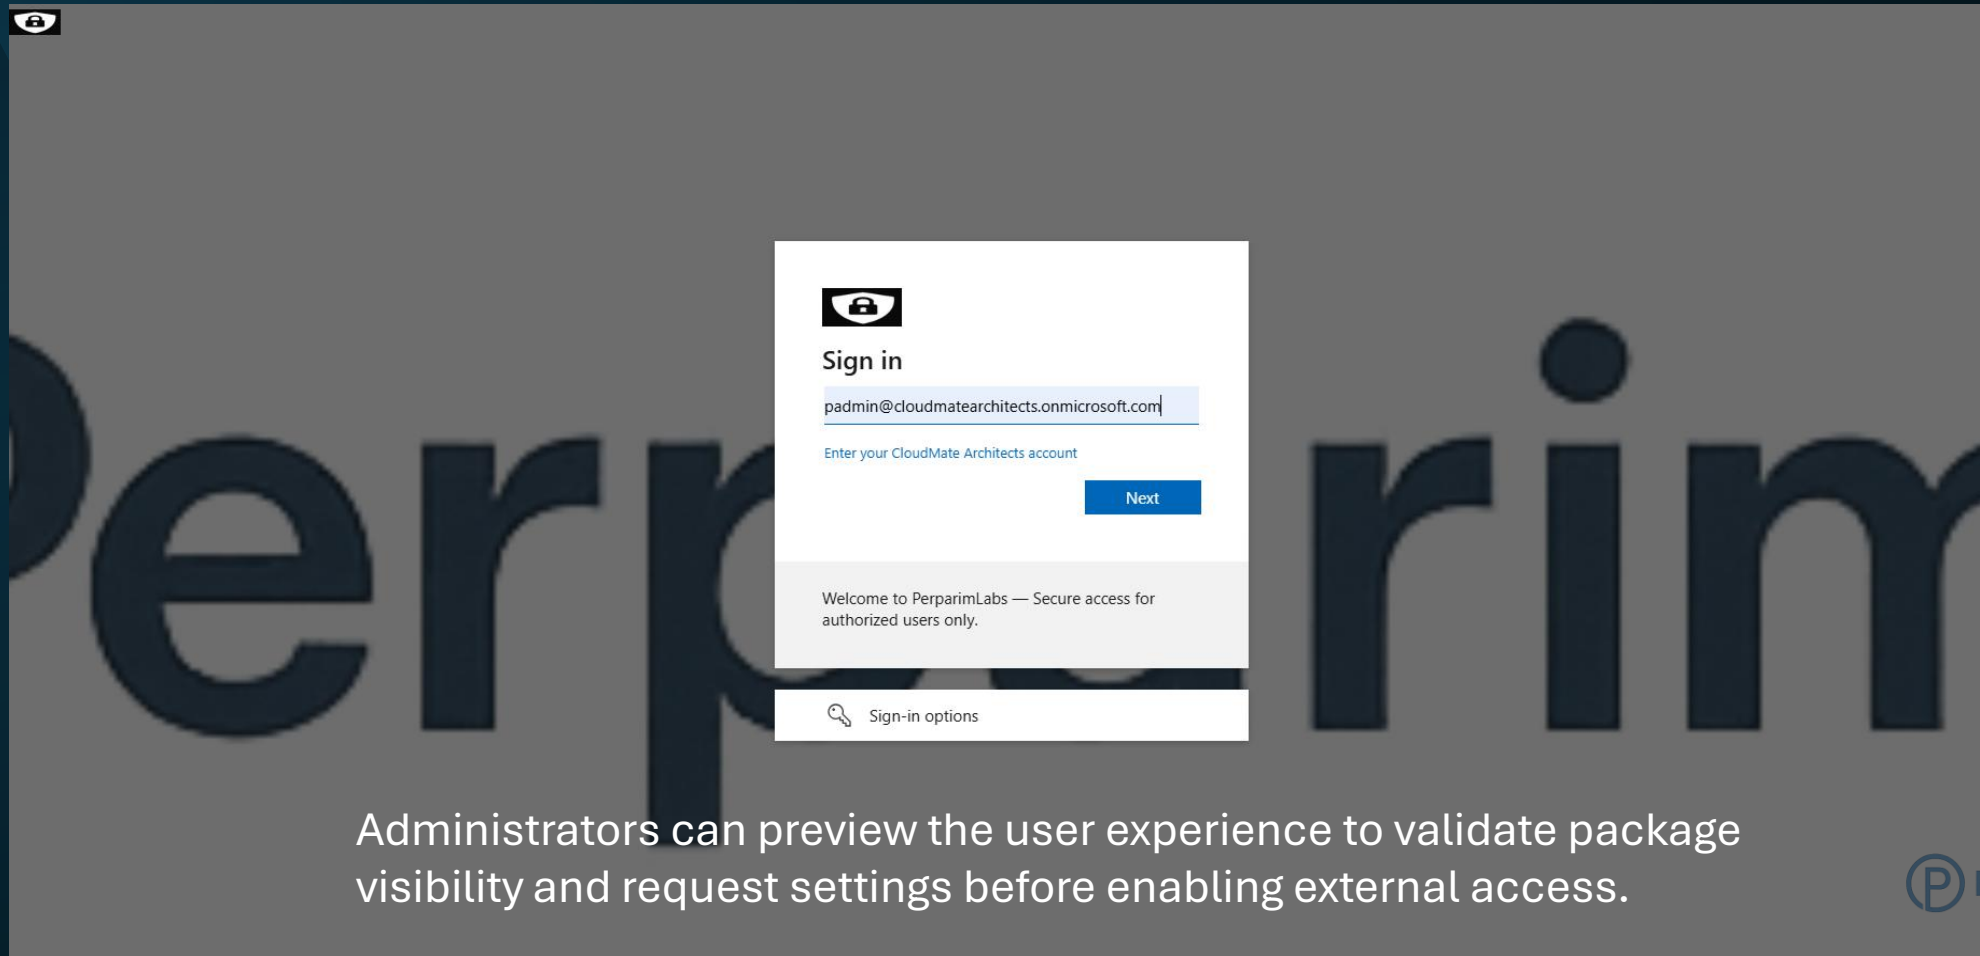 Perparim
Sign in
padmin@cloudmatearchitects.onmicrosoft.com
Enter your CloudMate Architects account
Next
Welcome to PerparimLabs — Secure access for
authorized users only.
Sign-in options
Administrators can preview the user experience to validate package
visibility and request settings before enabling external access.
P